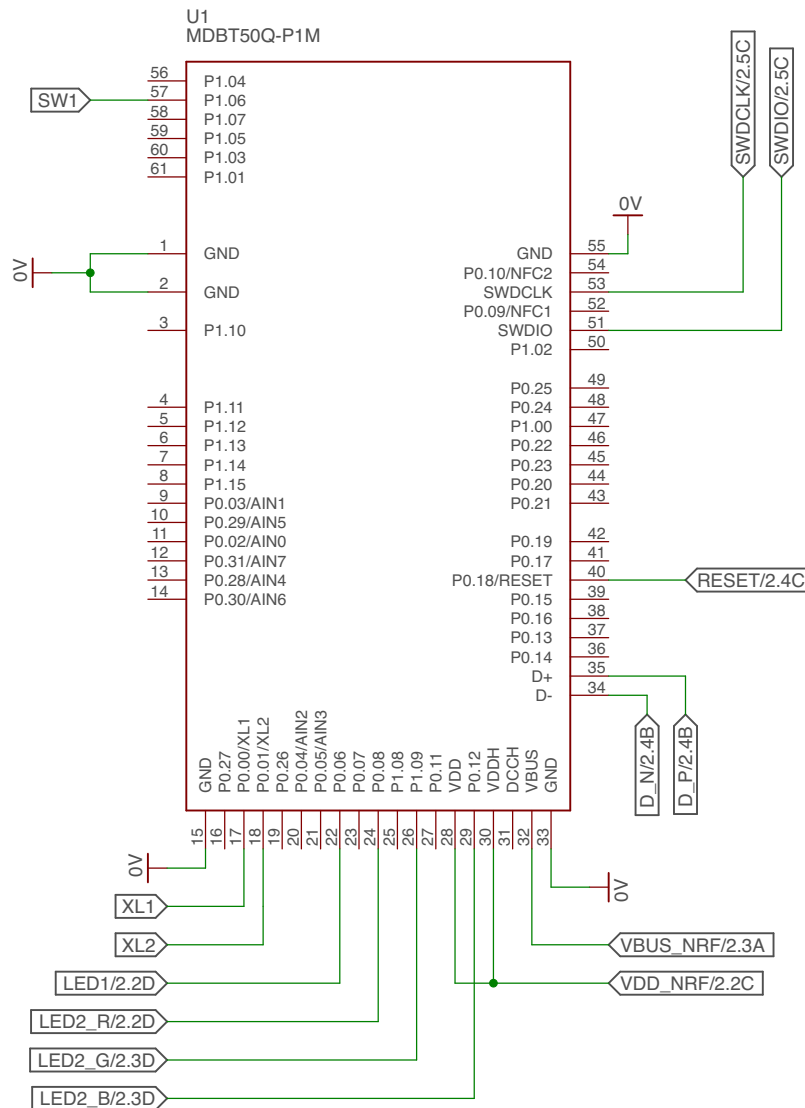 U1
MDBT50Q-P1M
SWDCLK/2.5C
SWDIO/2.5C
SW1
56 P1.04
57 P1.06
58 P1.07
59 P1.05
60 P1.03
61 P1.01
0V
1 GND
2 GND
3 P1.10
4 P1.11
5 P1.12
6 P1.13
7 P1.14
8 P1.15
9 P0.03/AIN1
10 P0.29/AIN5
11 P0.02/AIN0
12 P0.31/AIN7
13 P0.28/AIN4
14 P0.30/AIN6
0V
GND 55
P0.10/NFC2 54
SWDCLK 53
P0.09/NFC1 52
SWDIO 51
P1.02 50
P0.25 49
P0.24 48
P1.00 47
P0.22 46
P0.23 45
P0.20 44
P0.21 43
P0.19 42
P0.17 41
P0.18/RESET 40
RESET/2.4C
P0.15 39
P0.16 38
P0.13 37
P0.14 36
D+ 35
D- 34
D_N/2.4B
D_P/2.4B
GND 15
P0.27 16
P0.00/XL1 17
P0.01/XL2 18
P0.26 19
P0.04/AIN2 20
P0.05/AIN3 21
P0.06 22
P0.07 23
P0.08 24
P1.08 25
P1.09 26
P0.11 27
VDD 28
P0.12 29
VDDH 30
DCCH 31
VBUS 32
GND 33
0V
0V
XL1
XL2
VBUS_NRF/2.3A
LED1/2.2D
VDD_NRF/2.2C
LED2_R/2.2D
LED2_G/2.3D
LED2_B/2.3D